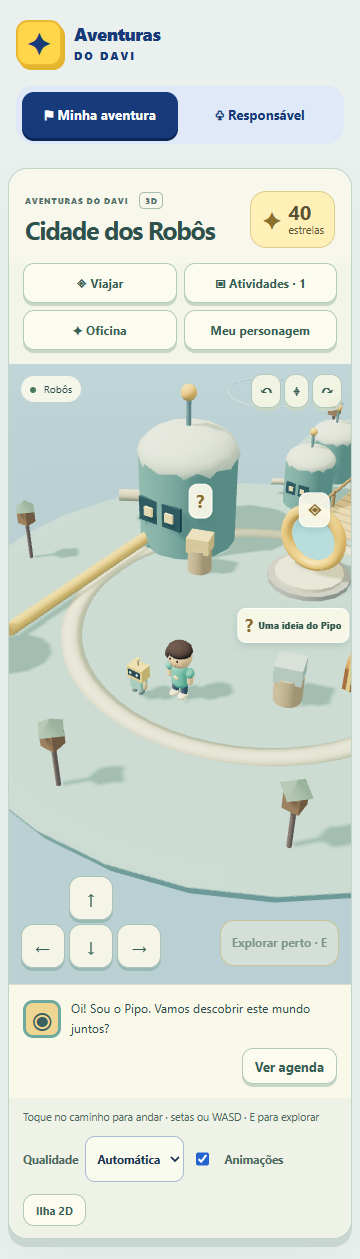 Aventuras
DO DAVI
Minha aventura
Responsável
AVENTURAS DO DAVI 3D
Cidade dos Robôs
40
estrelas
Viajar
Atividades · 1
Oficina
Meu personagem
Robôs
?
? Uma ideia do Pipo
↑
← ↓ →
Explorar perto · E
Oi! Sou o Pipo. Vamos descobrir este mundo
juntos?
Ver agenda
Toque no caminho para andar · setas ou WASD · E para explorar
Qualidade Automática Animações
Ilha 2D